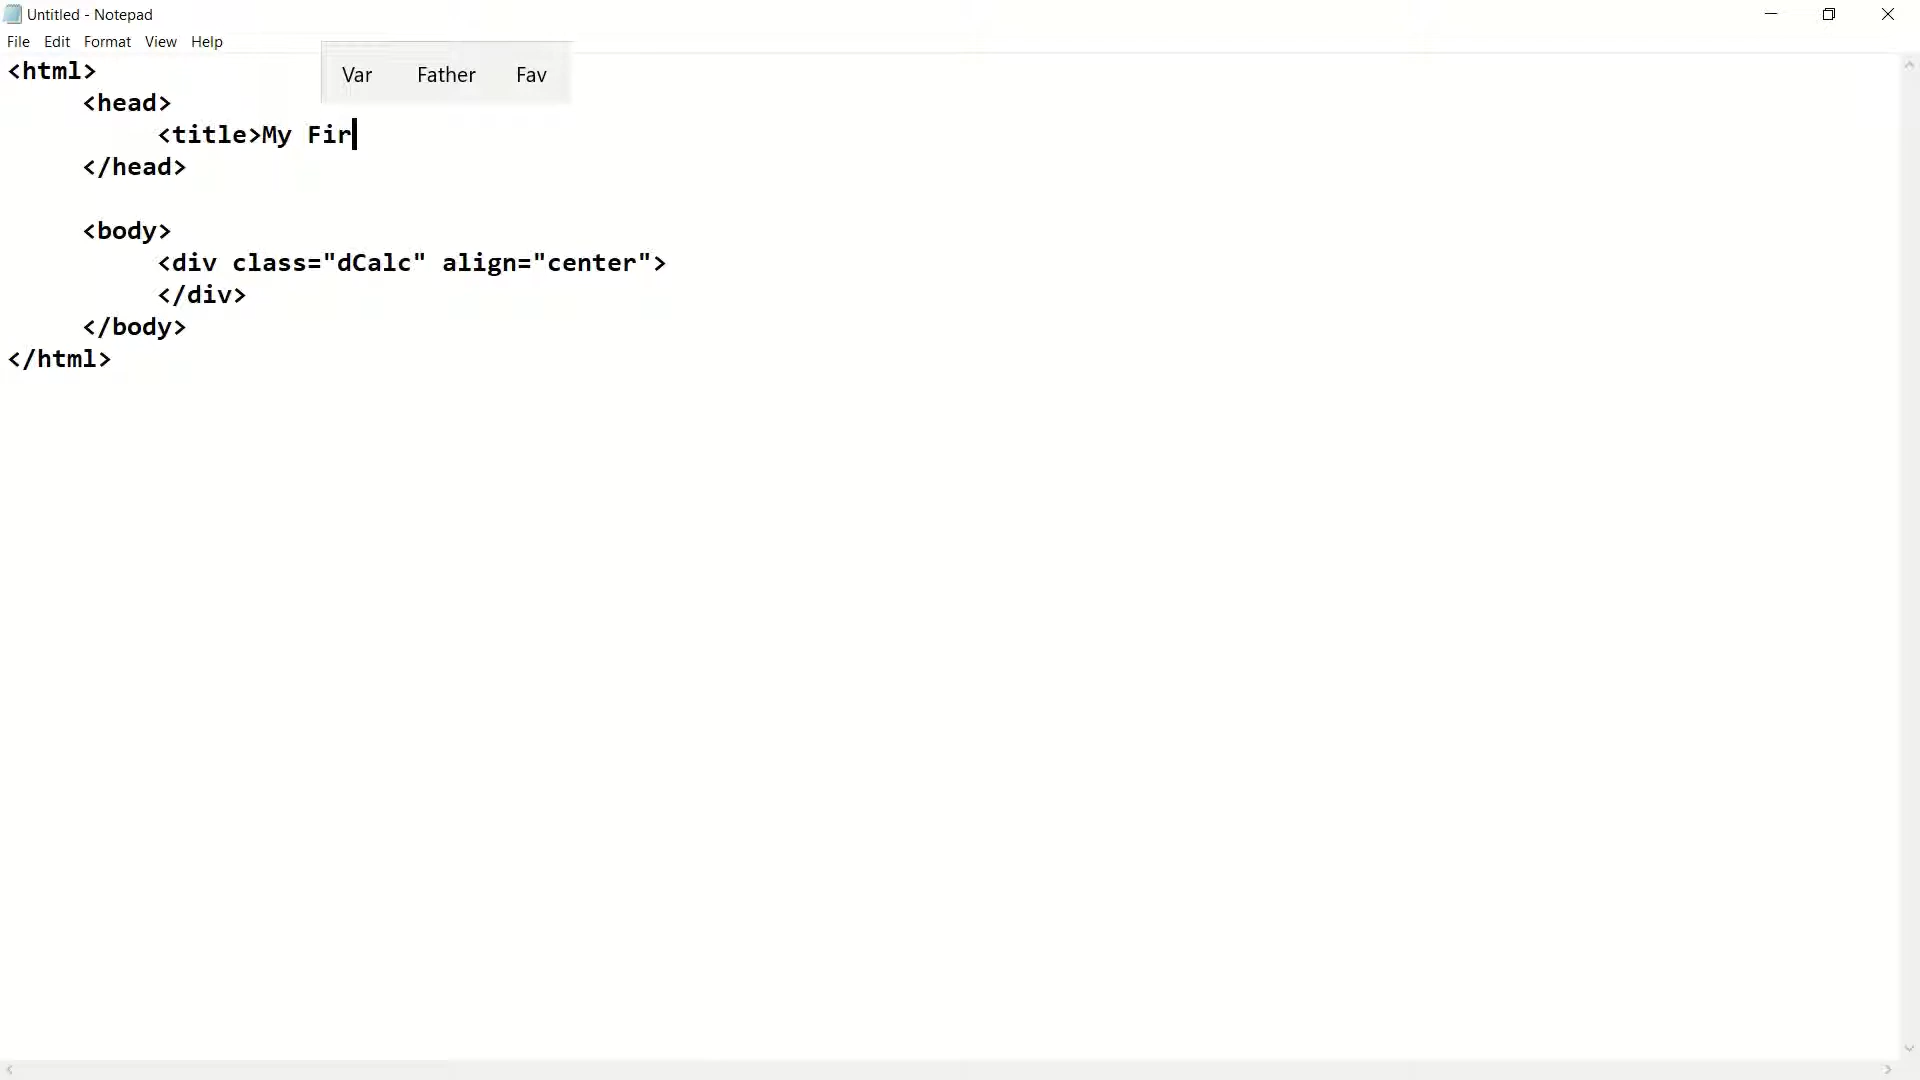 Untitled - Notepad
File Edit Format View Help
Var Father Fav
<html>
<head>
<title>My Fir
</head>
<body>
<div class="dCalc" align="center">
</div>
</body>
</html>